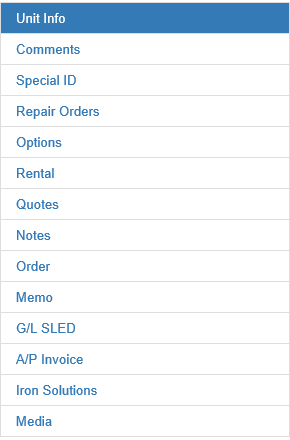 Unit Info
Comments
Special ID
Repair Orders
Options
Rental
Quotes
Notes
Order
Memo
G/L SLED
A/P Invoice
Iron Solutions
Media